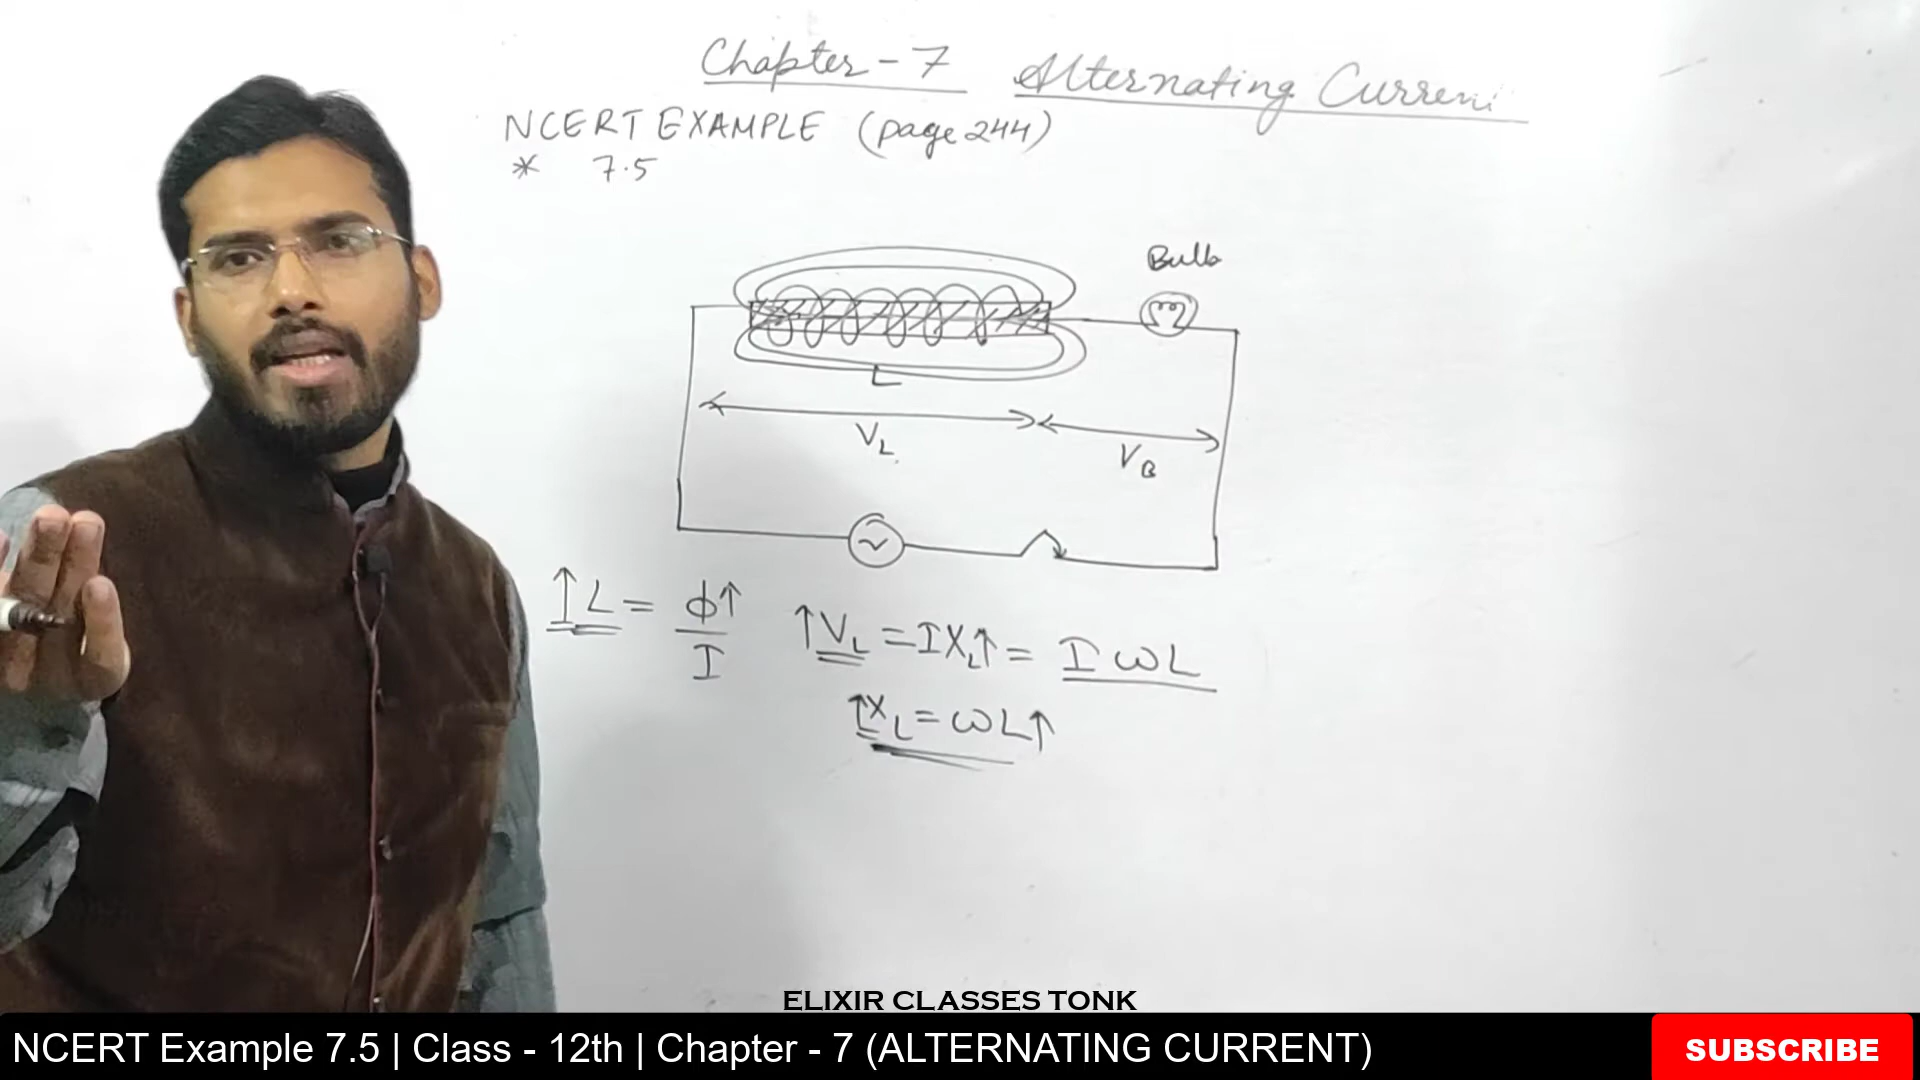 Chapter - 7 Alternating Current
NCERT EXAMPLE (page 244)
* 7.5
Bulb
L
V_L
V_B
~
↑L = ϕ↑/I
↑V_L = IX_L↑ = IωL
↑X_L = ωL↑
ELIXIR CLASSES TONK
NCERT Example 7.5 | Class - 12th | Chapter - 7 (ALTERNATING CURRENT)
SUBSCRIBE